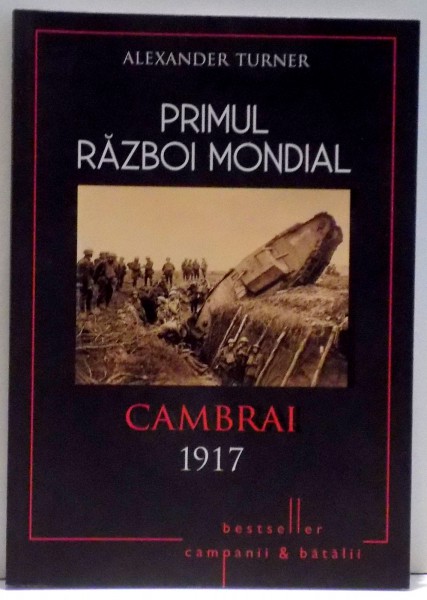 ALEXANDER TURNER
PRIMUL
RĂZBOI MONDIAL
CAMBRAI
1917
bestseller
campanii & bătălii